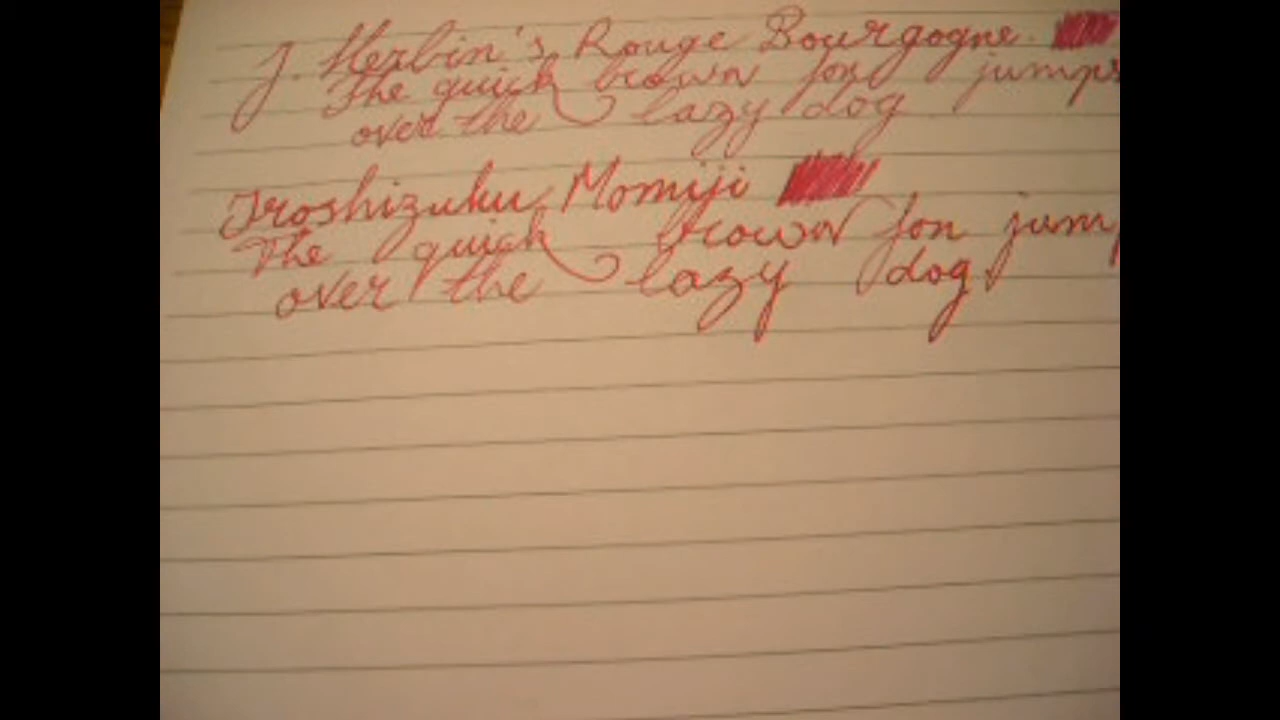 J. Herbin's Rouge Bourgogne.
The quick brown fox jumps
over the lazy dog
Iroshizuku Momiji
The quick brown fox jump
over the lazy dog.